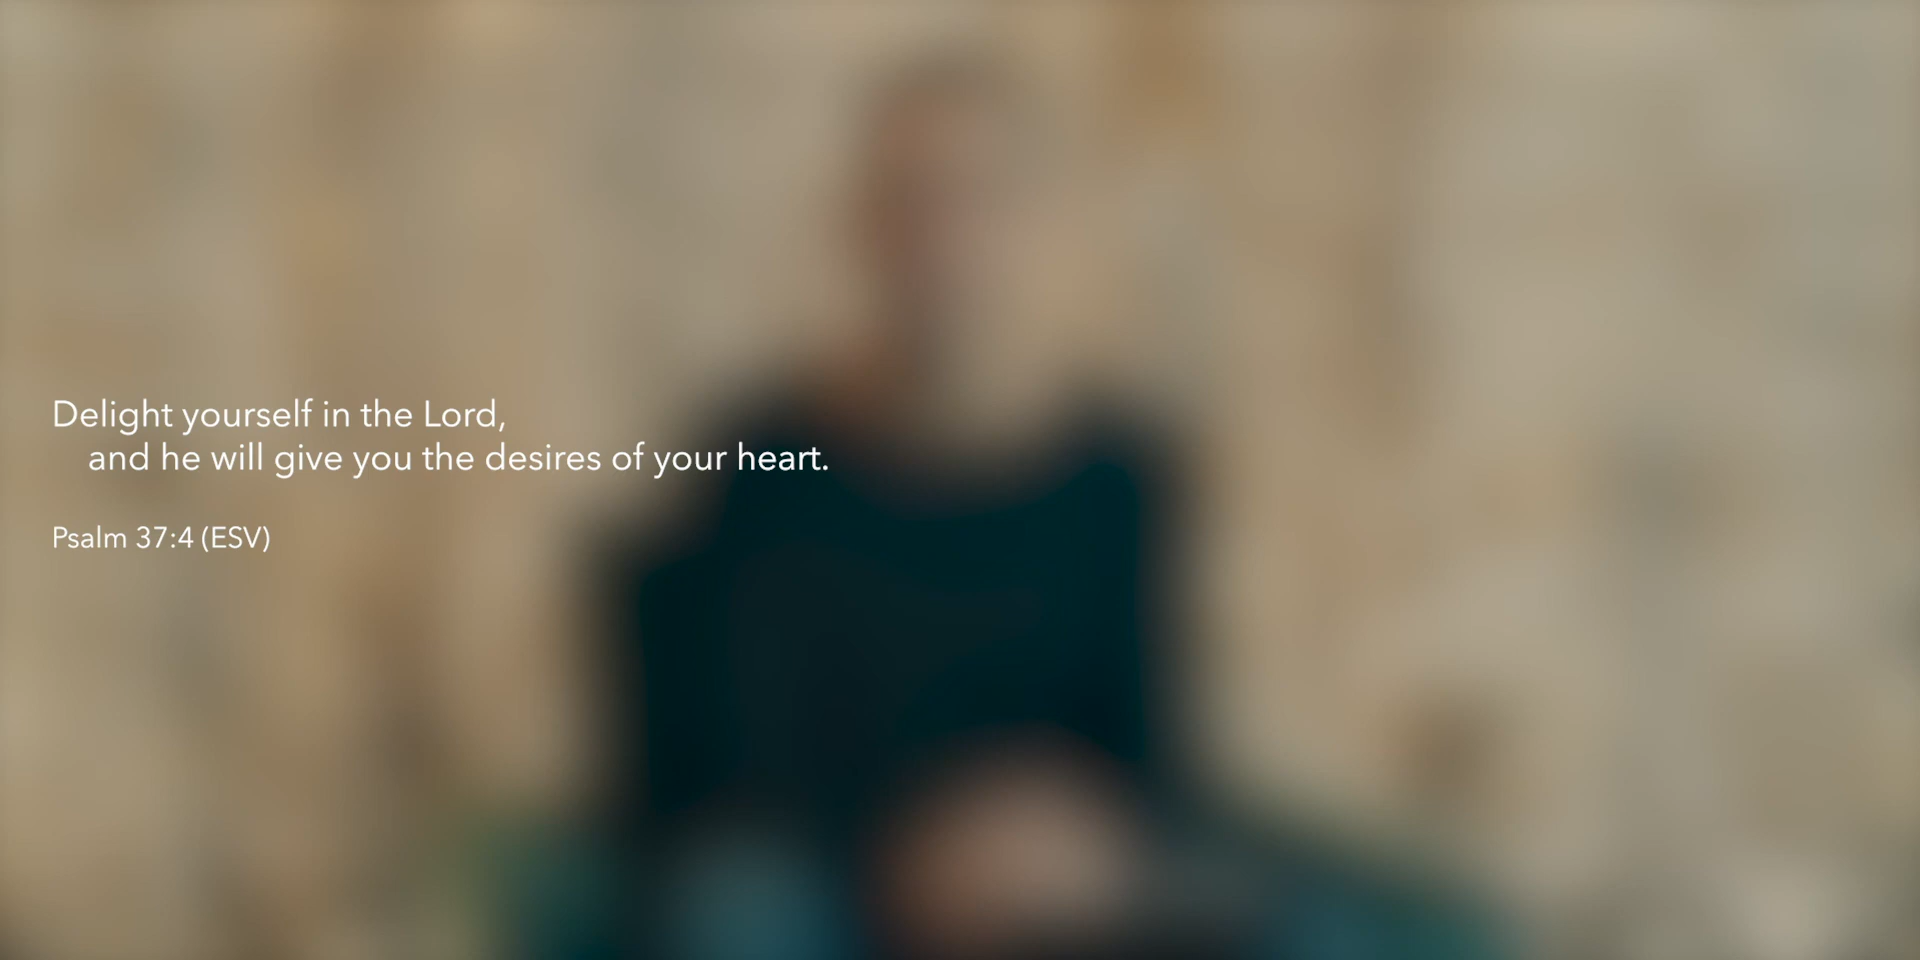 Delight yourself in the Lord,
and he will give you the desires of your heart.
Psalm 37:4 (ESV)